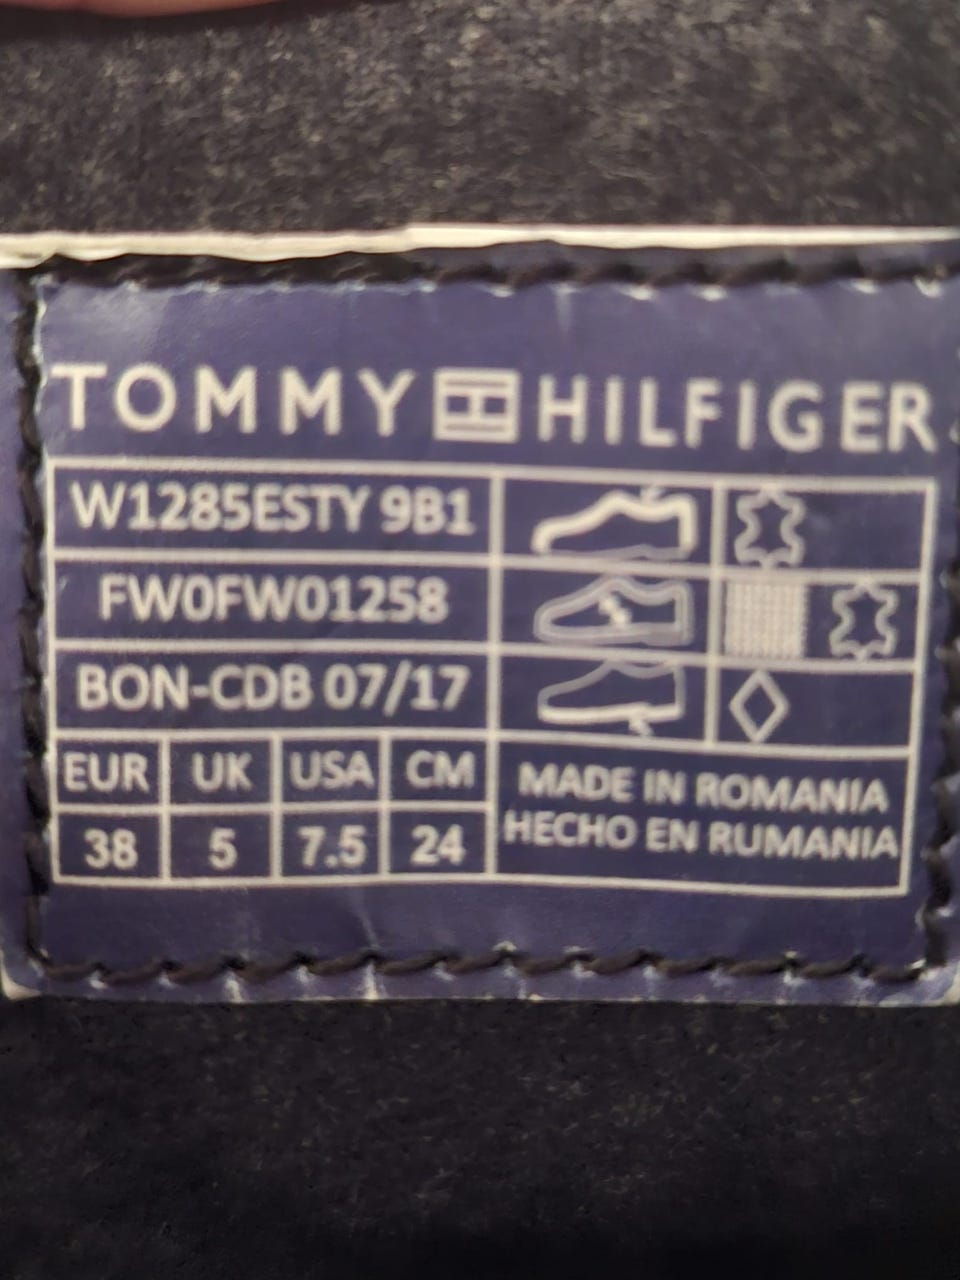 TOMMY HILFIGER
W1285ESTY 9B1
FW0FW01258
BON-CDB 07/17
EUR UK USA CM
38 5 7.5 24
MADE IN ROMANIA
HECHO EN RUMANIA